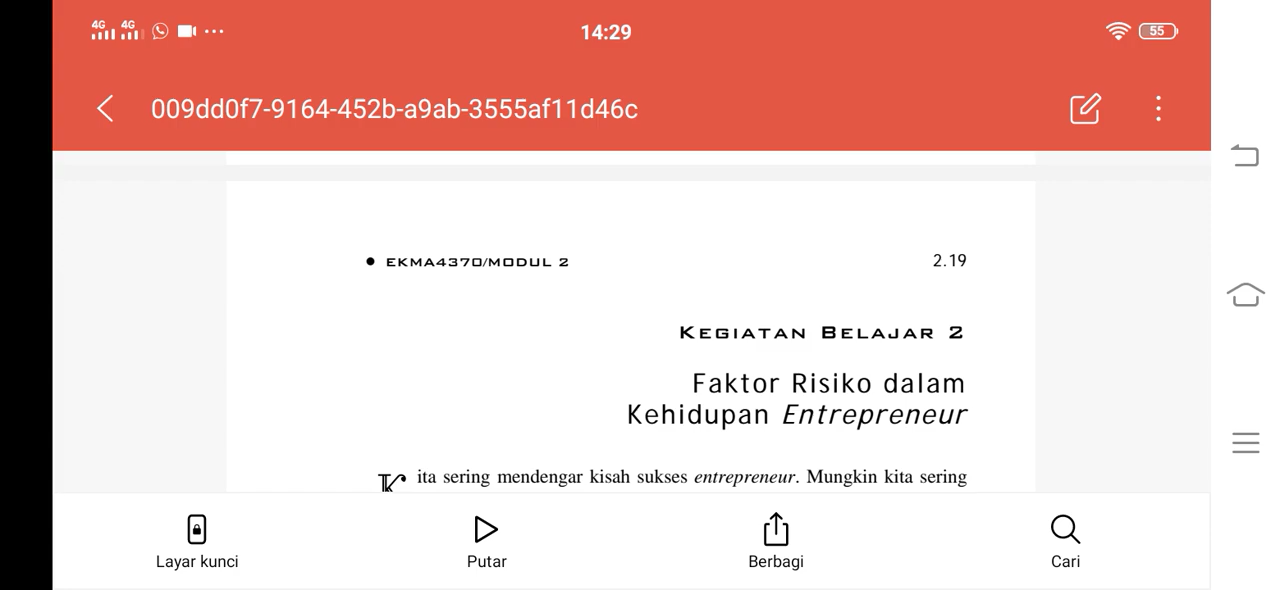 4G 4G 14:29 55
009dd0f7-9164-452b-a9ab-3555af11d46c
• EKMA4370/MODUL 2 2.19
KEGIATAN BELAJAR 2
Faktor Risiko dalam
Kehidupan Entrepreneur
Kita sering mendengar kisah sukses entrepreneur. Mungkin kita sering
Layar kunci Putar Berbagi Cari